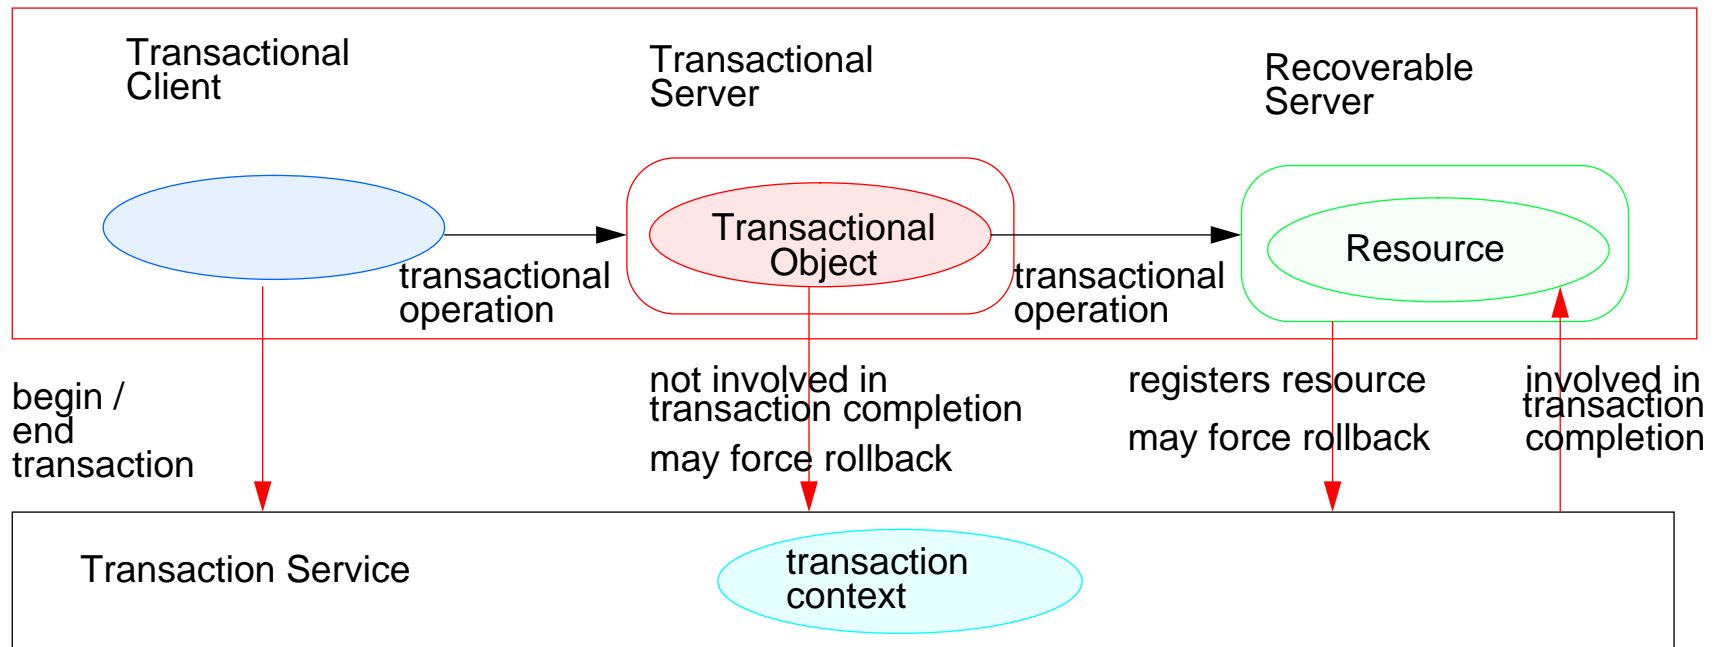 Transactional
Client
Transactional
Server
Recoverable
Server
Transactional
Object
Resource
transactional
operation
transactional
operation
begin /
end
transaction
not involved in
transaction completion
may force rollback
registers resource
may force rollback
involved in
transaction
completion
Transaction Service
transaction
context